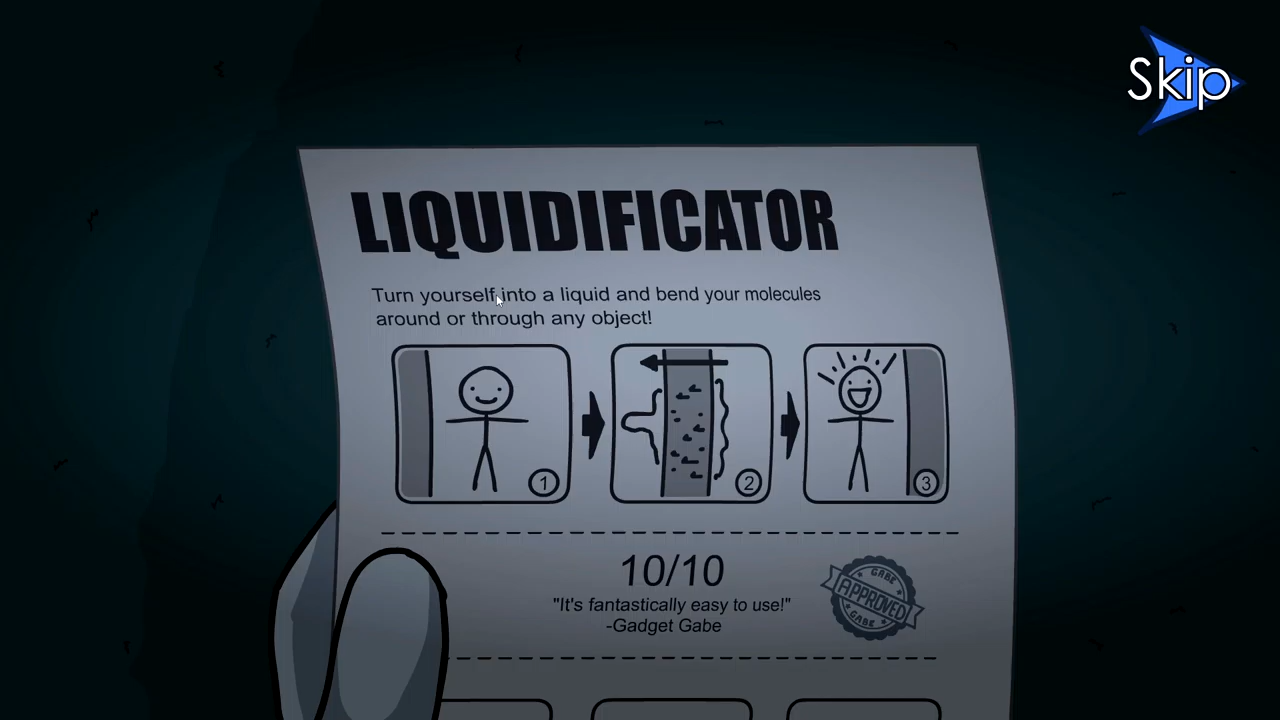 Skip
LIQUIDIFICATOR
Turn yourself into a liquid and bend your molecules
around or through any object!
1
2
3
10/10
"It's fantastically easy to use!"
-Gadget Gabe
GABE
APPROVED
GABE